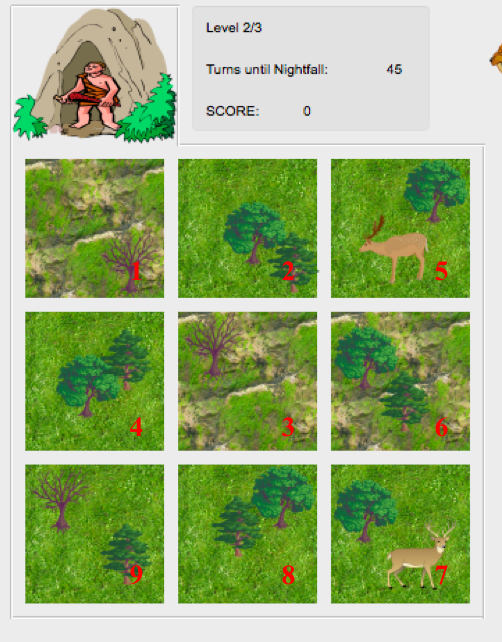 Level 2/3
Turns until Nightfall: 45
SCORE: 0
1 2 5
4 3 6
9 8 7